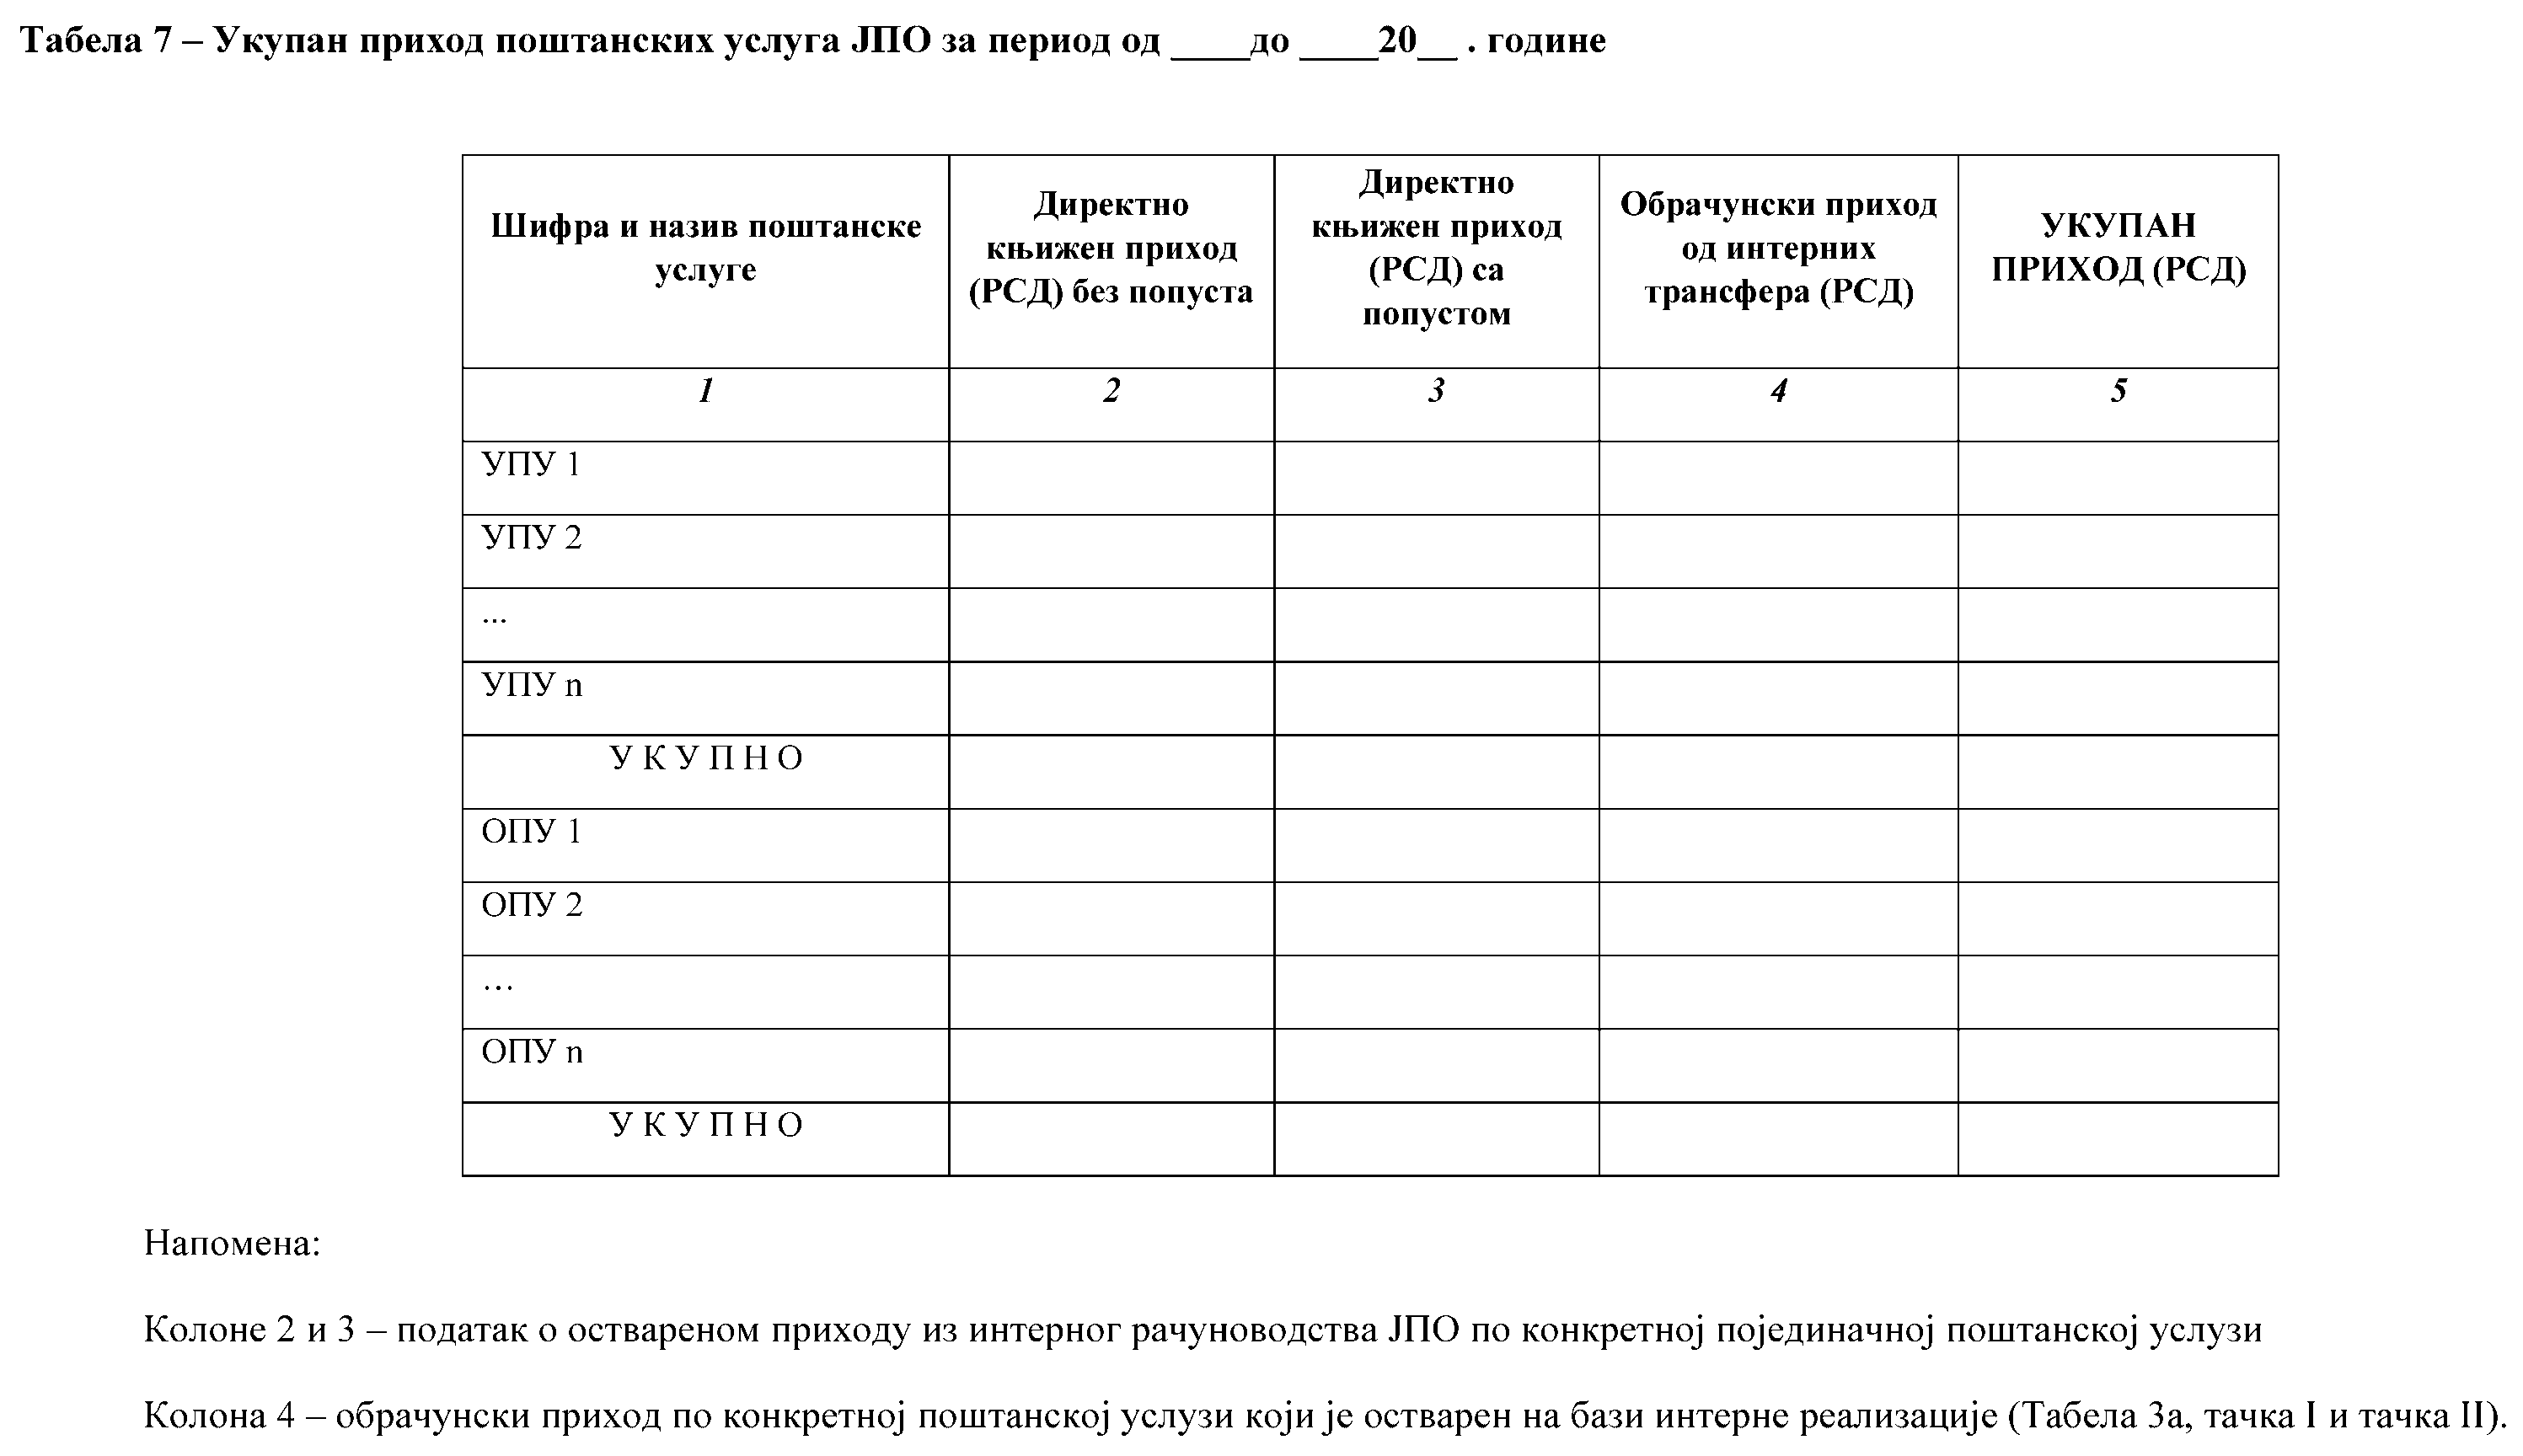 Табела 7 – Укупан приход поштанских услуга ЈПО за период од ____до ____20__ . године
Шифра и назив поштанске
услуге
Директно
књижен приход
(РСД) без попуста
Директно
књижен приход
(РСД) са
попустом
Обрачунски приход
од интерних
трансфера (РСД)
УКУПАН
ПРИХОД (РСД)
1 2 3 4 5
УПУ 1
УПУ 2
...
УПУ n
У К У П Н О
ОПУ 1
ОПУ 2
…
ОПУ n
У К У П Н О
Напомена:
Колоне 2 и 3 – податак о оствареном приходу из интерног рачуноводства ЈПО по конкретној појединачној поштанској услузи
Колона 4 – обрачунски приход по конкретној поштанској услузи који је остварен на бази интерне реализације (Табела 3а, тачка I и тачка II).